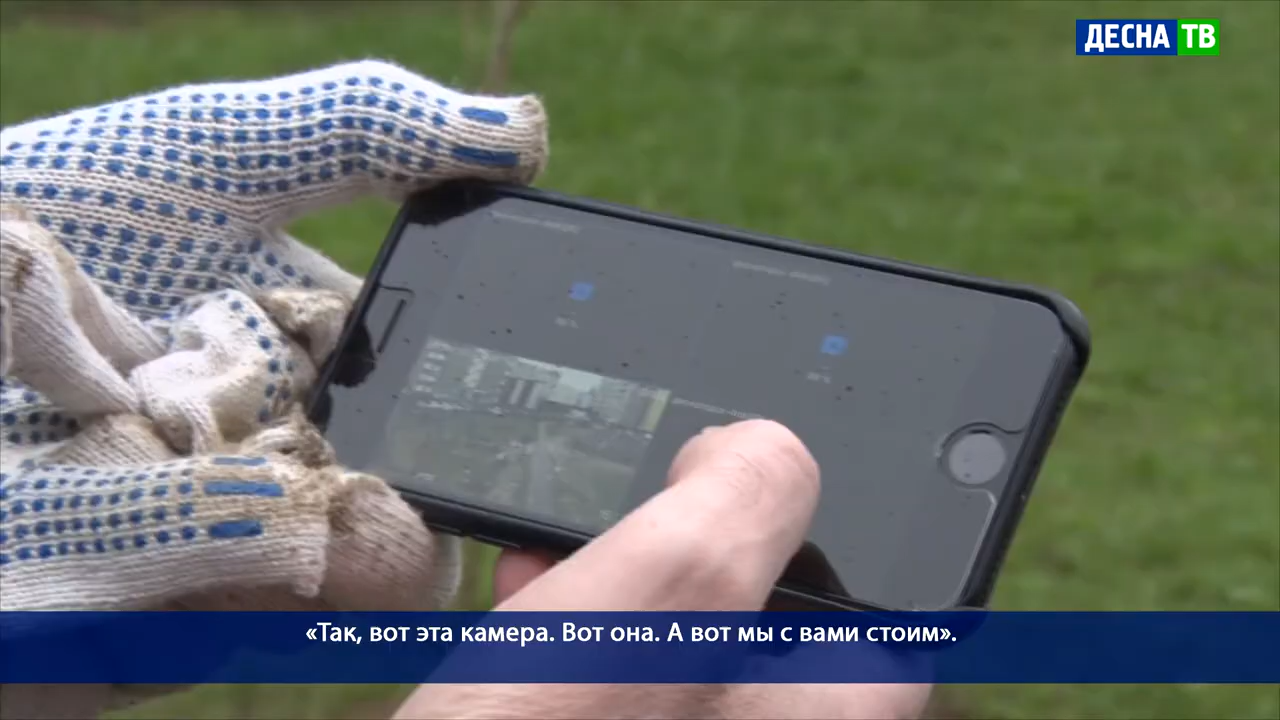 ДЕСНА ТВ
«Так, вот эта камера. Вот она. А вот мы с вами стоим».